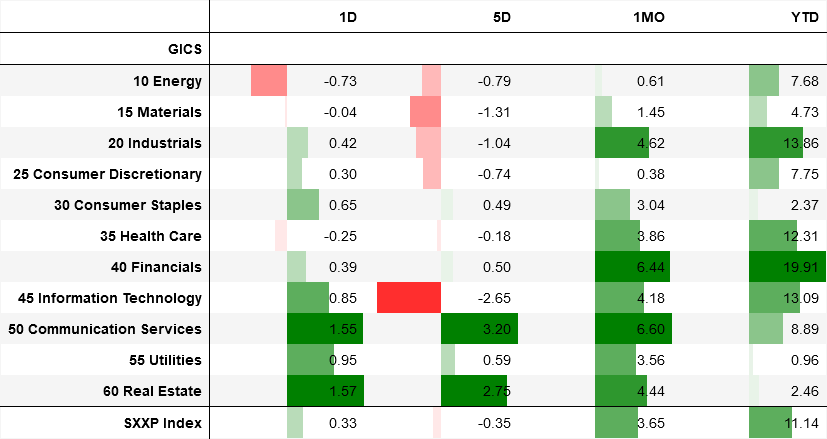 1D 5D 1MO YTD
GICS
10 Energy -0.73 -0.79 0.61 7.68
15 Materials -0.04 -1.31 1.45 4.73
20 Industrials 0.42 -1.04 4.62 13.86
25 Consumer Discretionary 0.30 -0.74 0.38 7.75
30 Consumer Staples 0.65 0.49 3.04 2.37
35 Health Care -0.25 -0.18 3.86 12.31
40 Financials 0.39 0.50 6.44 19.91
45 Information Technology 0.85 -2.65 4.18 13.09
50 Communication Services 1.55 3.20 6.60 8.89
55 Utilities 0.95 0.59 3.56 0.96
60 Real Estate 1.57 2.75 4.44 2.46
SXXP Index 0.33 -0.35 3.65 11.14